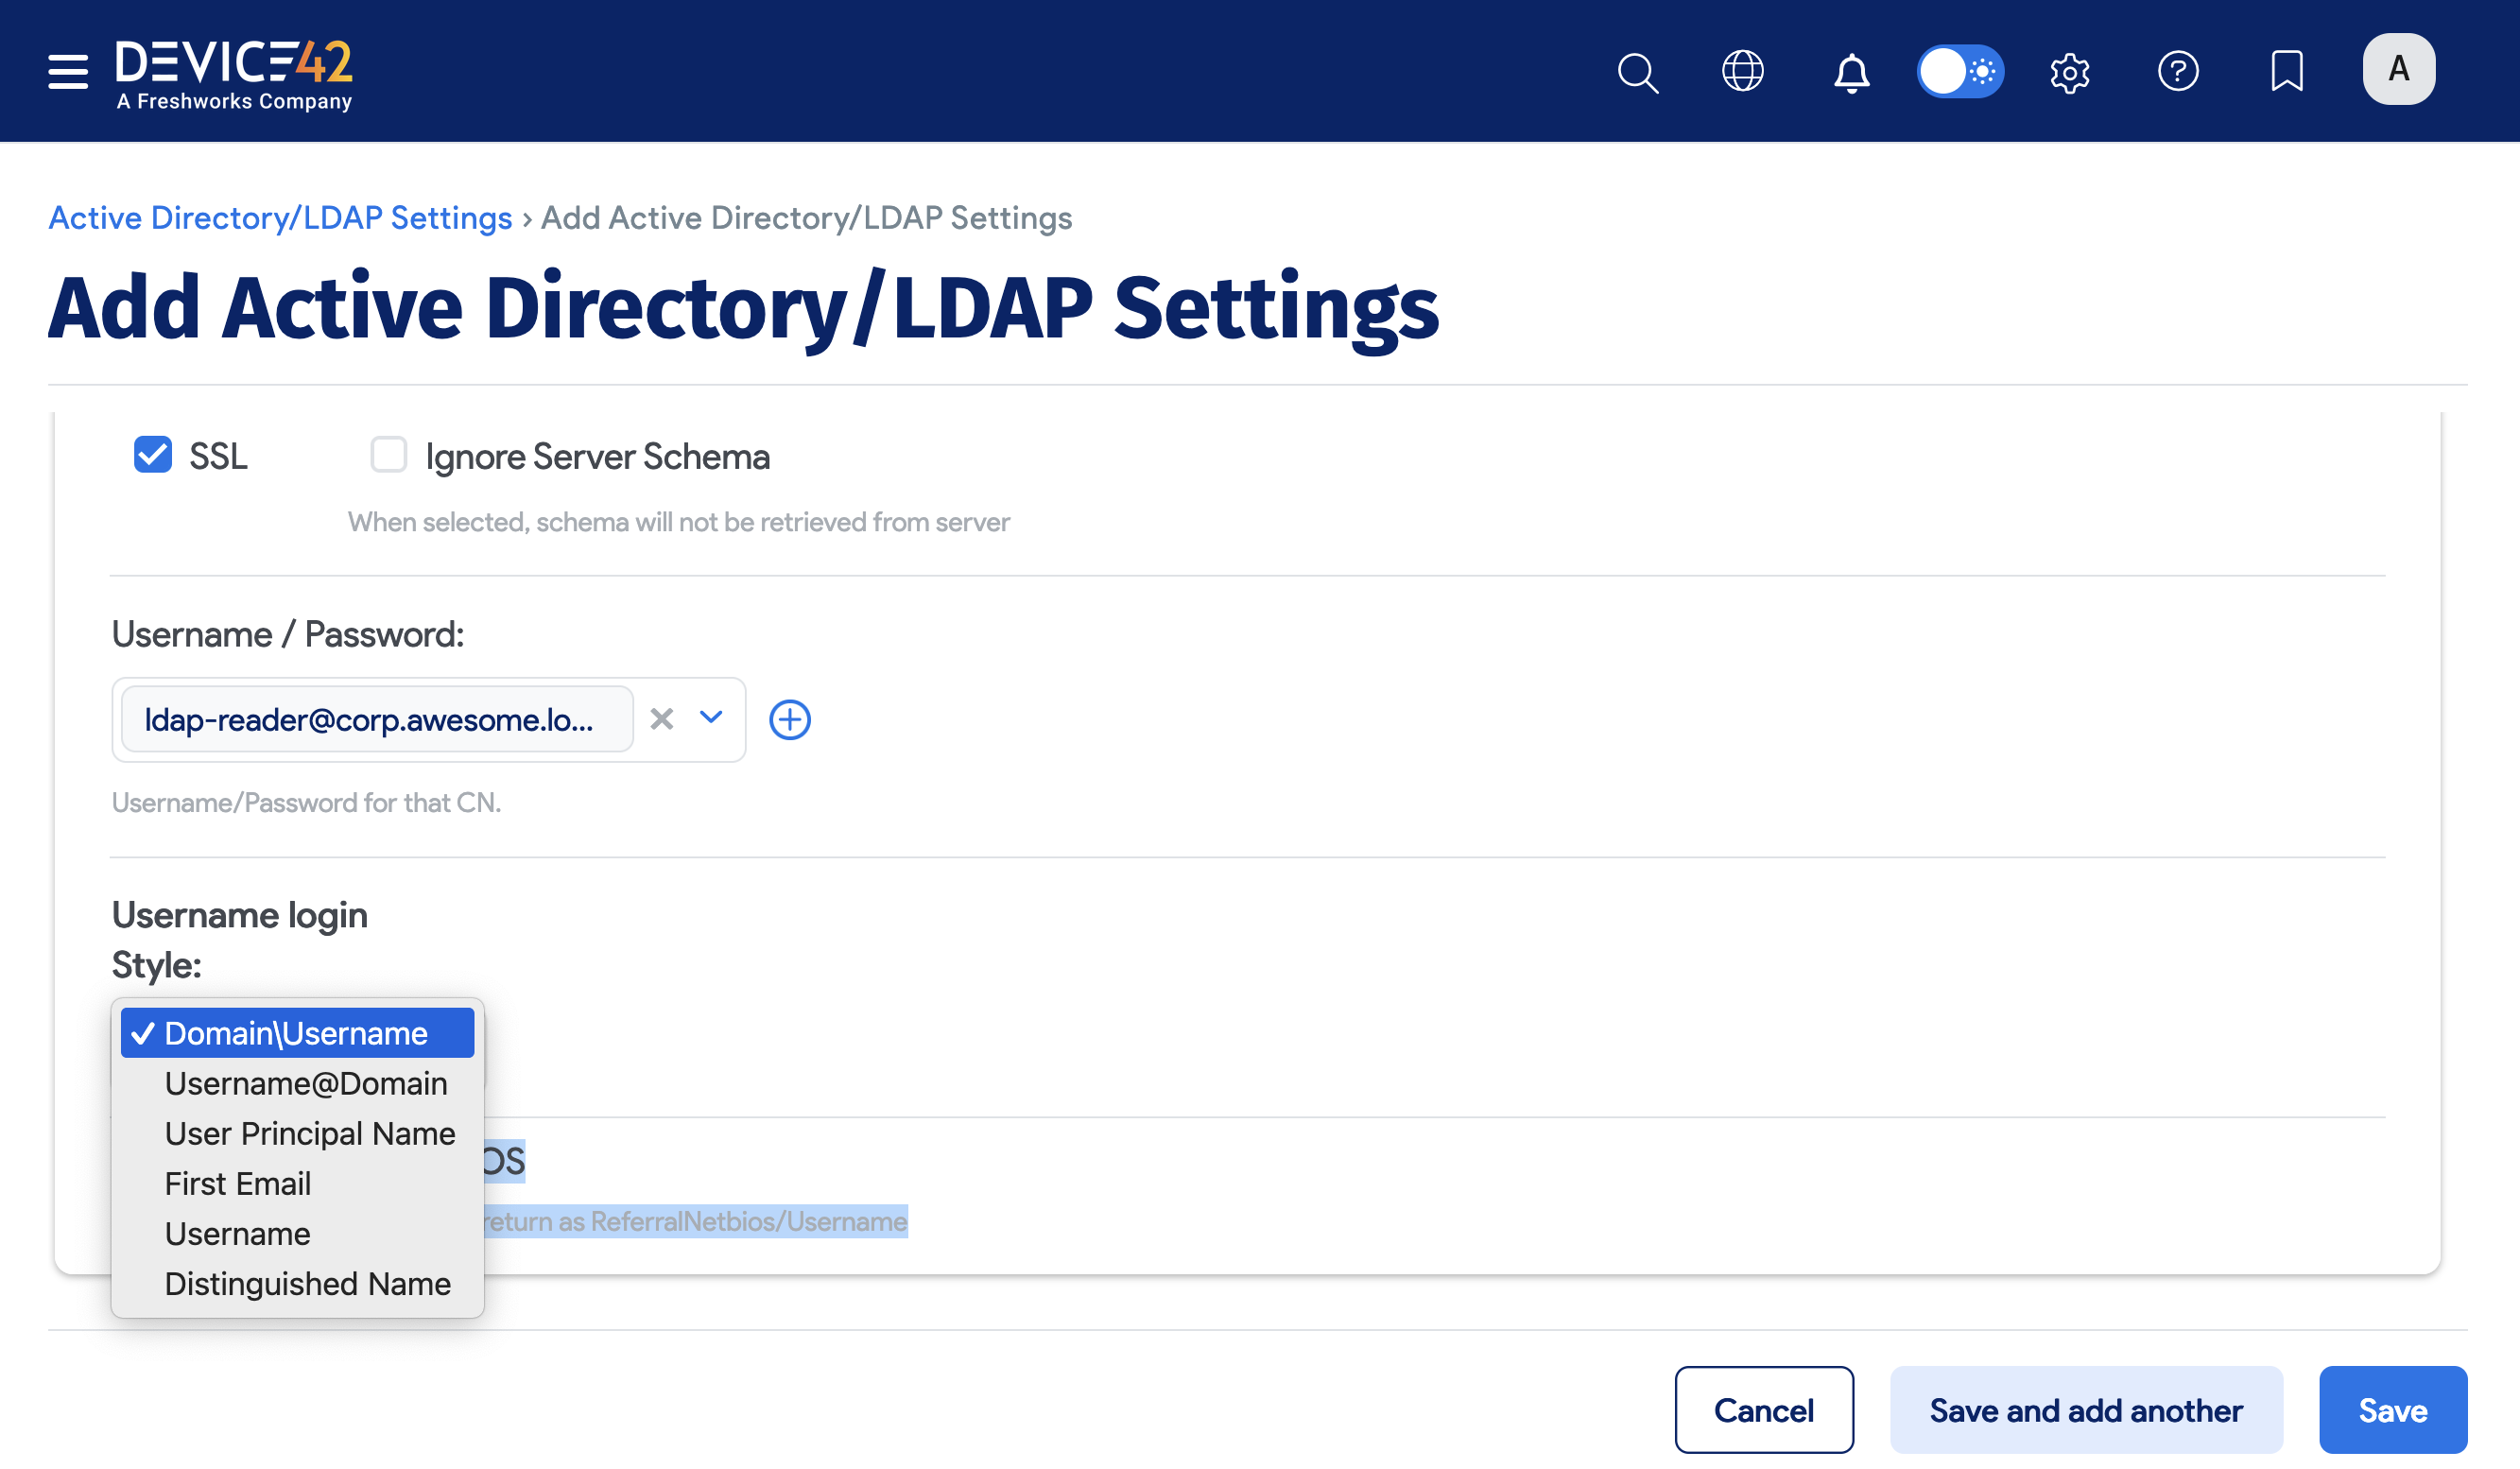 DEVICE42
A Freshworks Company
A
Active Directory/LDAP Settings › Add Active Directory/LDAP Settings
Add Active Directory/LDAP Settings
SSL
Ignore Server Schema
When selected, schema will not be retrieved from server
Username / Password:
ldap-reader@corp.awesome.lo...
Username/Password for that CN.
Username login
Style:
Domain\Username
Username@Domain
User Principal Name
OS
First Email
return as ReferralNetbios/Username
Username
Distinguished Name
Cancel
Save and add another
Save